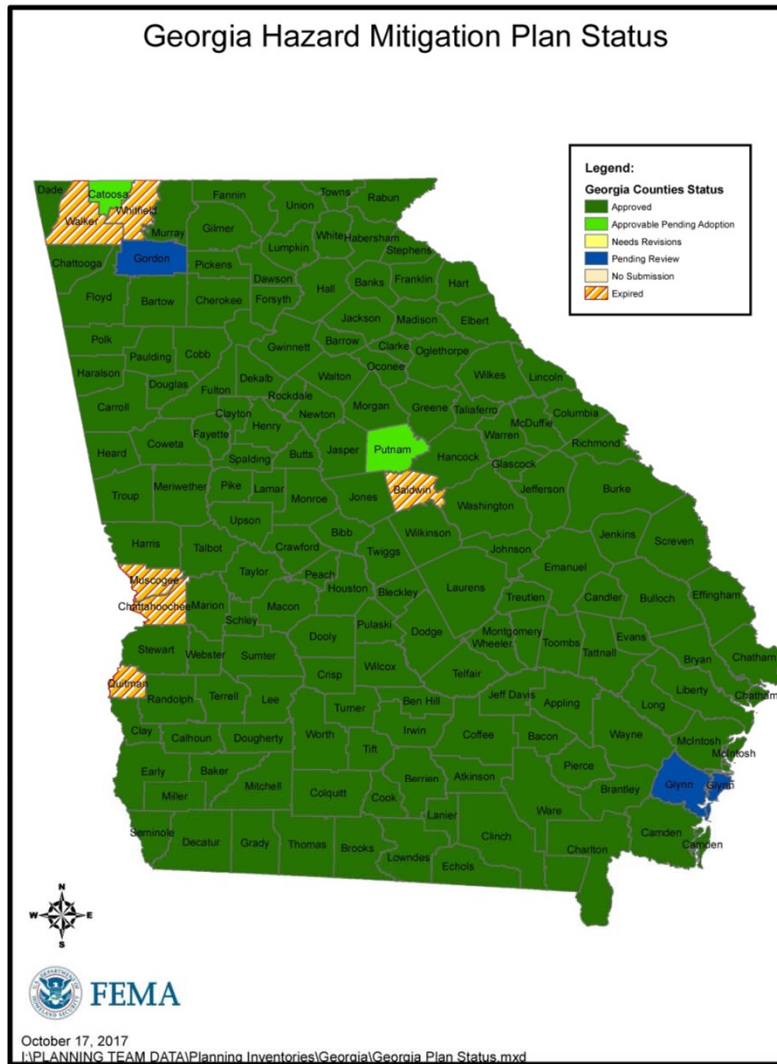 Georgia Hazard Mitigation Plan Status
Legend:
Georgia Counties Status
Approved
Approvable Pending Adoption
Needs Revisions
Pending Review
No Submission
Expired
Dade Catoosa Fannin Towns Rabun
Walker Whitfield Murray Gilmer Union
White Habersham
Chattooga Gordon Pickens Lumpkin Stephens
Dawson Banks Franklin Hart
Floyd Bartow Cherokee Forsyth Hall
Jackson Madison Elbert
Polk Paulding Cobb Gwinnett Barrow Clarke Oglethorpe
Haralson Douglas Fulton Dekalb Walton Oconee Wilkes Lincoln
Carroll Clayton Rockdale Newton Morgan Greene Taliaferro McDuffie Columbia
Heard Coweta Fayette Henry Butts Jasper Putnam Hancock Warren Richmond
Spalding Glascock
Troup Meriwether Pike Lamar Monroe Jones Baldwin Washington Jefferson Burke
Upson Bibb Wilkinson Jenkins Screven
Harris Talbot Crawford Twiggs Johnson Emanuel
Muscogee Taylor Peach Houston Bleckley Laurens Treutlen Candler Bulloch Effingham
Chattahoochee Marion Macon
Schley Pulaski Dodge Montgomery Wheeler Toombs Tattnall Evans Bryan Chatham
Stewart Webster Sumter Dooly Wilcox Telfair
Quitman Randolph Terrell Lee Crisp Ben Hill Jeff Davis Appling Long Liberty Chatham
Clay Calhoun Dougherty Worth Turner Irwin Coffee Bacon Wayne McIntosh
Tift McIntosh
Early Baker Mitchell Colquitt Cook Berrien Atkinson Pierce Brantley Glynn Glynn
Miller Lanier Ware
Seminole Decatur Grady Thomas Brooks Lowndes Echols Clinch Charlton Camden Camden
N
W E
S
U.S. DEPARTMENT OF HOMELAND SECURITY
FEMA
October 17, 2017
I:\PLANNING TEAM DATA\Planning Inventories\Georgia\Georgia Plan Status.mxd